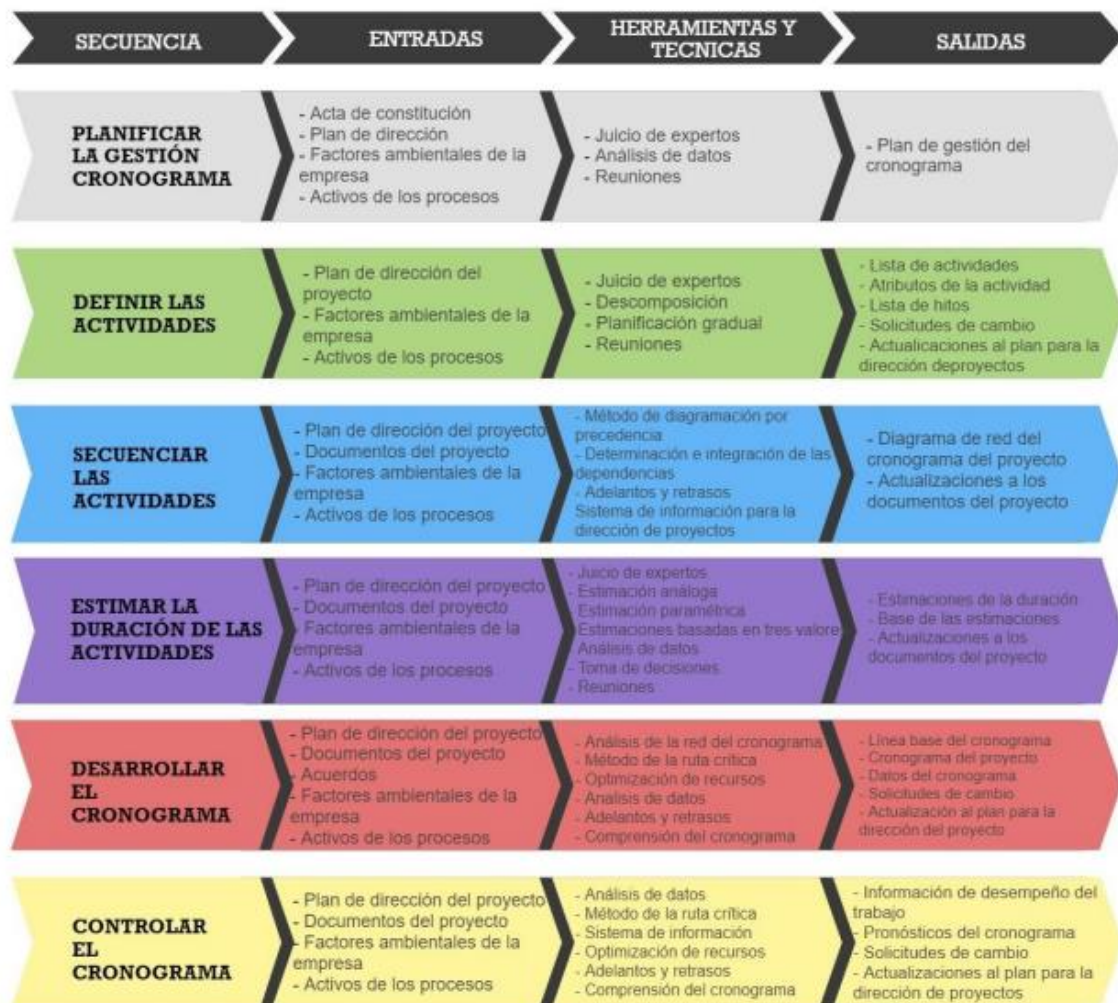 SECUENCIA
ENTRADAS
HERRAMIENTAS Y
TECNICAS
SALIDAS
PLANIFICAR
LA GESTIÓN
CRONOGRAMA
- Acta de constitución
- Plan de dirección
- Factores ambientales de la
empresa
- Activos de los procesos
- Juicio de expertos
- Análisis de datos
- Reuniones
- Plan de gestión del
cronograma
DEFINIR LAS
ACTIVIDADES
- Plan de dirección del
proyecto
- Factores ambientales de la
empresa
- Activos de los procesos
- Juicio de expertos
- Descomposición
- Planificación gradual
- Reuniones
- Lista de actividades
- Atributos de la actividad
- Lista de hitos
- Solicitudes de cambio
- Actualicaciones al plan para la
dirección deproyectos
SECUENCIAR
LAS
ACTIVIDADES
- Plan de dirección del proyecto
- Documentos del proyecto
- Factores ambientales de la
empresa
- Activos de los procesos
- Método de diagramación por
precedencia
- Determinación e integración de las
dependencias
- Adelantos y retrasos
Sistema de información para la
dirección de proyectos
- Diagrama de red del
cronograma del proyecto
- Actualizaciones a los
documentos del proyecto
ESTIMAR LA
DURACIÓN DE LAS
ACTIVIDADES
- Plan de dirección del proyecto
- Documentos del proyecto
- Factores ambientales de la
empresa
- Activos de los procesos
- Juicio de expertos
- Estimación análoga
- Estimación paramétrica
- Estimaciones basadas en tres valore
- Análisis de datos
- Toma de decisiones
- Reuniones
- Estimaciones de la duración
- Base de las estimaciones
- Actualizaciones a los
documentos del proyecto
DESARROLLAR
EL
CRONOGRAMA
- Plan de dirección del proyecto
- Documentos del proyecto
- Acuerdos
- Factores ambientales de la
empresa
- Activos de los procesos
- Análisis de la red del cronograma
- Método de la ruta crítica
- Optimización de recursos
- Analisis de datos
- Adelantos y retrasos
- Comprensión del cronograma
- Línea base del cronograma
- Cronograma del proyecto
- Datos del cronograma
- Solicitudes de cambio
- Actualización al plan para la
dirección del proyecto
CONTROLAR
EL
CRONOGRAMA
- Plan de dirección del proyecto
- Documentos del proyecto
- Factores ambientales de la
empresa
- Activos de los procesos
- Análisis de datos
- Método de la ruta crítica
- Sistema de información
- Optimización de recursos
- Adelantos y retrasos
- Comprensión del cronograma
- Información de desempeño del
trabajo
- Pronósticos del cronograma
- Solicitudes de cambio
- Actualizaciones al plan para la
dirección de proyectos